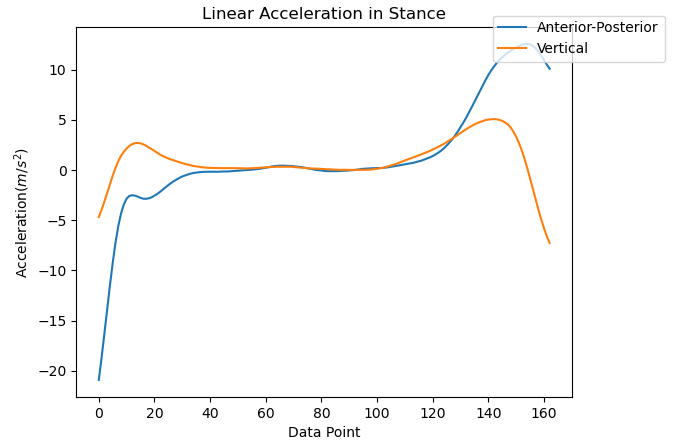 Linear Acceleration in Stance
Anterior-Posterior
Vertical
Acceleration(m/s²)
10
5
0
−5
−10
−15
−20
0 20 40 60 80 100 120 140 160
Data Point